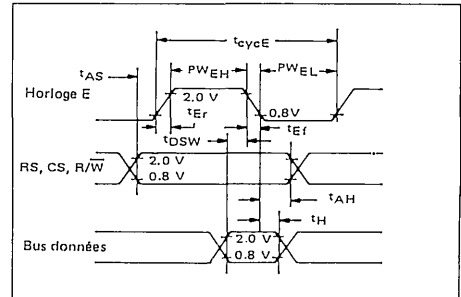 tcycE
tAS
PWEH
PWEL
Horloge E
2.0 V
0.8V
tEr
tEf
tDSW
RS, CS, R/W̅
2.0 V
0.8 V
tAH
tH
Bus données
2.0 V
0.8 V